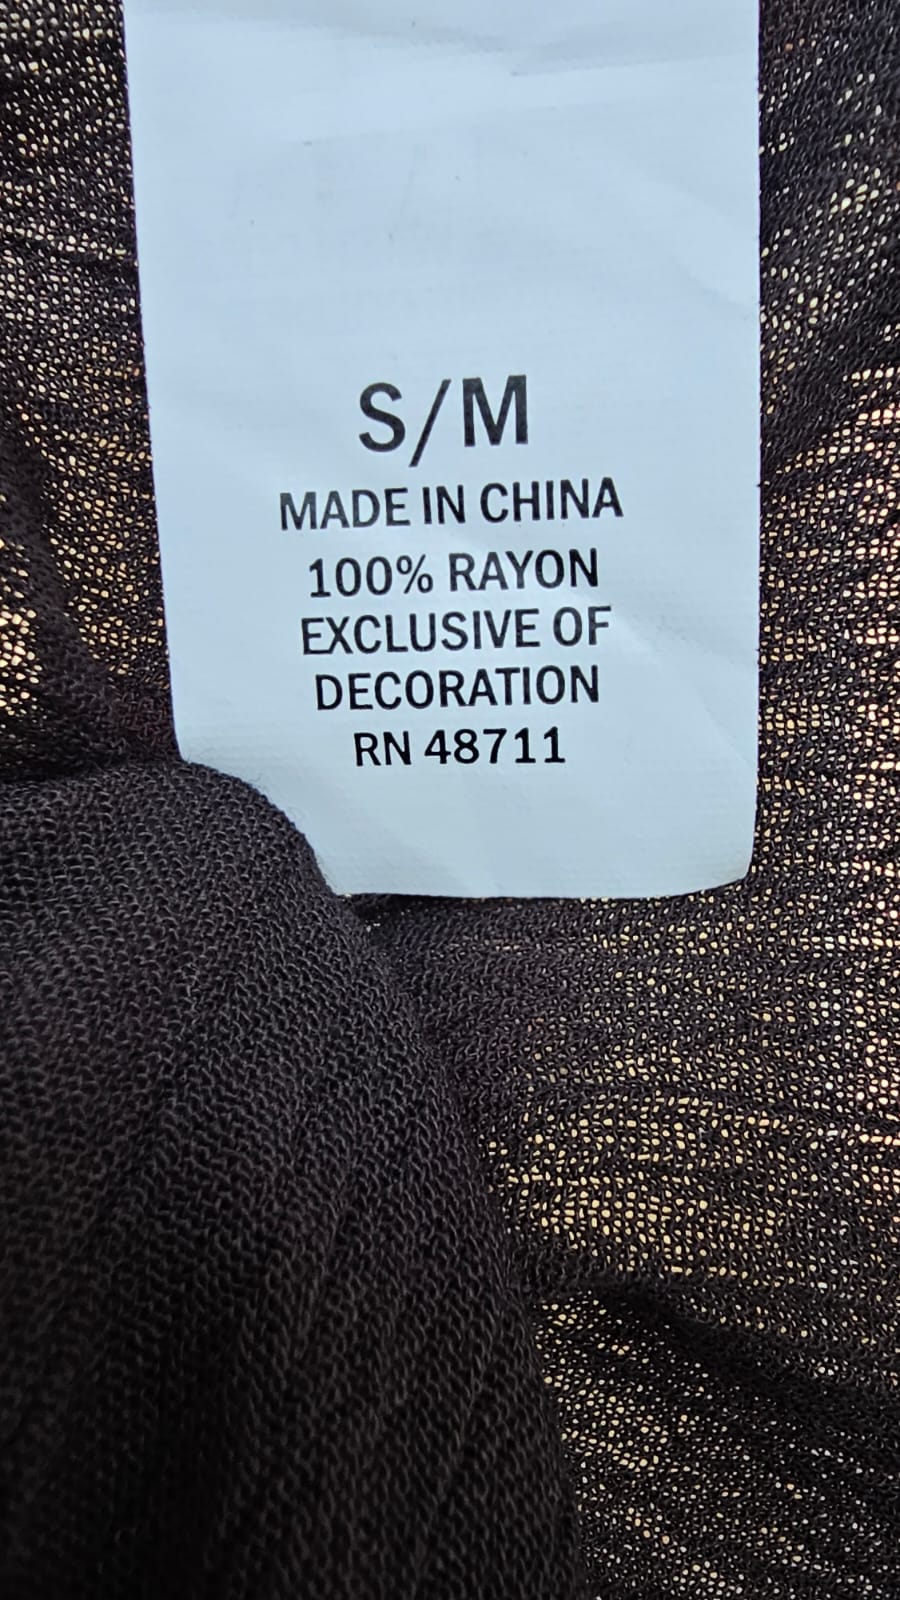 S/M
MADE IN CHINA
100% RAYON
EXCLUSIVE OF
DECORATION
RN 48711